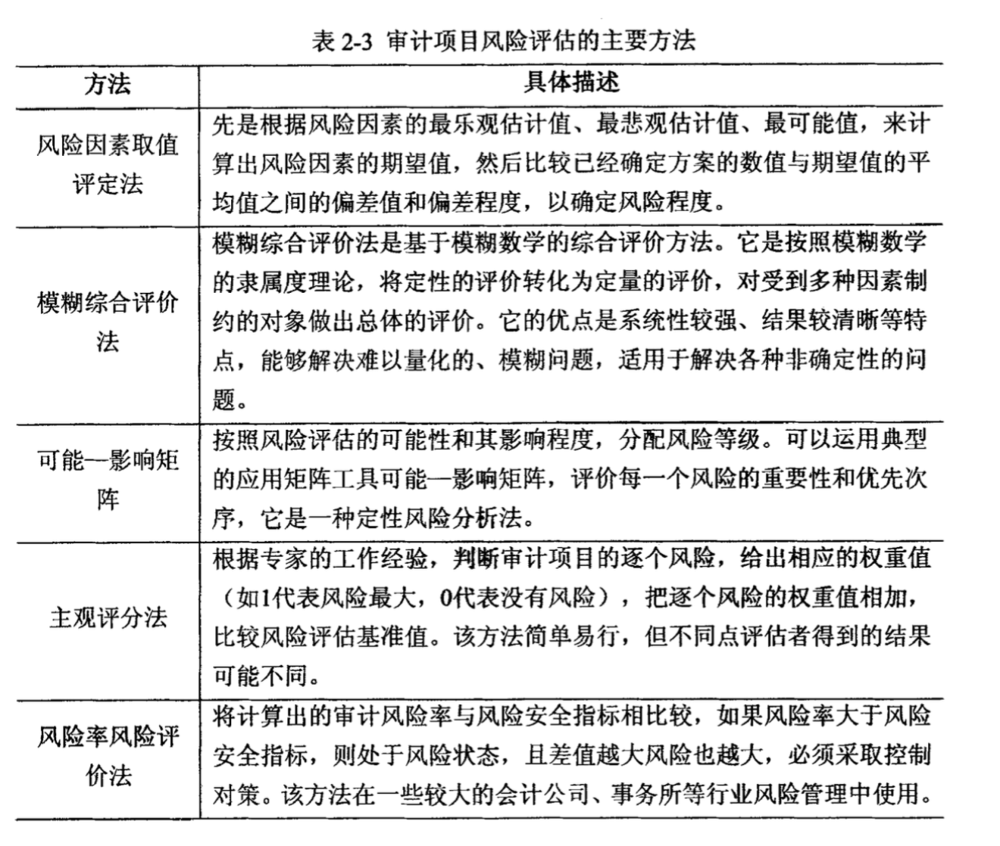 表 2-3 审计项目风险评估的主要方法
方法
具体描述
风险因素取值
评定法
先是根据风险因素的最乐观估计值、最悲观估计值、最可能值，来计
算出风险因素的期望值，然后比较已经确定方案的数值与期望值的平
均值之间的偏差值和偏差程度，以确定风险程度。
模糊综合评价
法
模糊综合评价法是基于模糊数学的综合评价方法。它是按照模糊数学
的隶属度理论，将定性的评价转化为定量的评价，对受到多种因素制
约的对象做出总体的评价。它的优点是系统性较强、结果较清晰等特
点，能够解决难以量化的、模糊问题，适用于解决各种非确定性的问
题。
可能—影响矩
阵
按照风险评估的可能性和其影响程度，分配风险等级。可以运用典型
的应用矩阵工具可能—影响矩阵，评价每一个风险的重要性和优先次
序，它是一种定性风险分析法。
主观评分法
根据专家的工作经验，判断审计项目的逐个风险，给出相应的权重值
（如1代表风险最大，0代表没有风险），把逐个风险的权重值相加，
比较风险评估基准值。该方法简单易行，但不同点评估者得到的结果
可能不同。
风险率风险评
价法
将计算出的审计风险率与风险安全指标相比较，如果风险率大于风险
安全指标，则处于风险状态，且差值越大风险也越大，必须采取控制
对策。该方法在一些较大的会计公司、事务所等行业风险管理中使用。